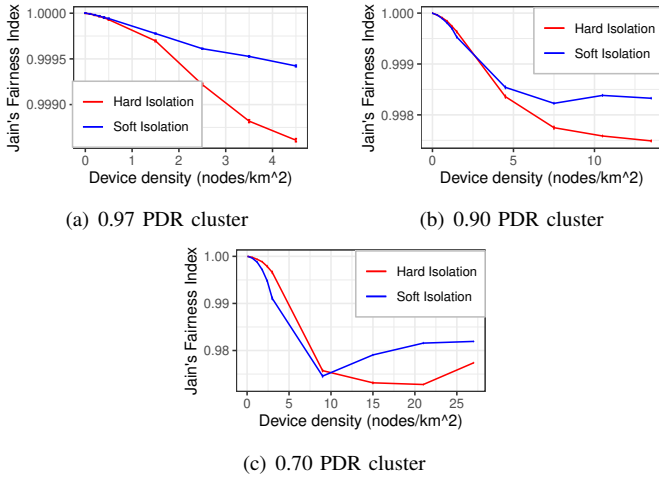 Jain's Fairness Index
1.0000
0.9995
0.9990
Hard Isolation
Soft Isolation
0
1
2
3
4
Device density (nodes/km^2)
(a) 0.97 PDR cluster
Jain's Fairness Index
1.000
0.999
0.998
Hard Isolation
Soft Isolation
0
5
10
Device density (nodes/km^2)
(b) 0.90 PDR cluster
Jain's Fairness Index
1.00
0.99
0.98
Hard Isolation
Soft Isolation
0
5
10
15
20
25
Device density (nodes/km^2)
(c) 0.70 PDR cluster